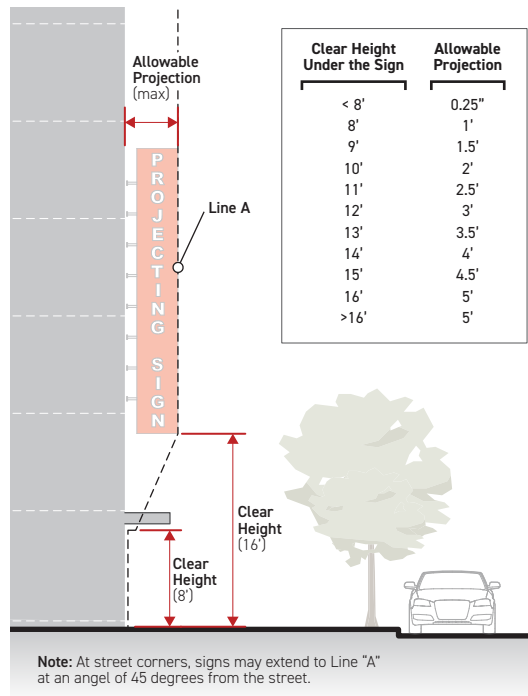 Allowable
Projection
(max)
PROJECTING SIGN
Line A
Clear Height
Under the Sign
Allowable
Projection
< 8' 0.25"
8' 1'
9' 1.5'
10' 2'
11' 2.5'
12' 3'
13' 3.5'
14' 4'
15' 4.5'
16' 5'
>16' 5'
Clear
Height
(16')
Clear
Height
(8')
Note: At street corners, signs may extend to Line "A"
at an angel of 45 degrees from the street.